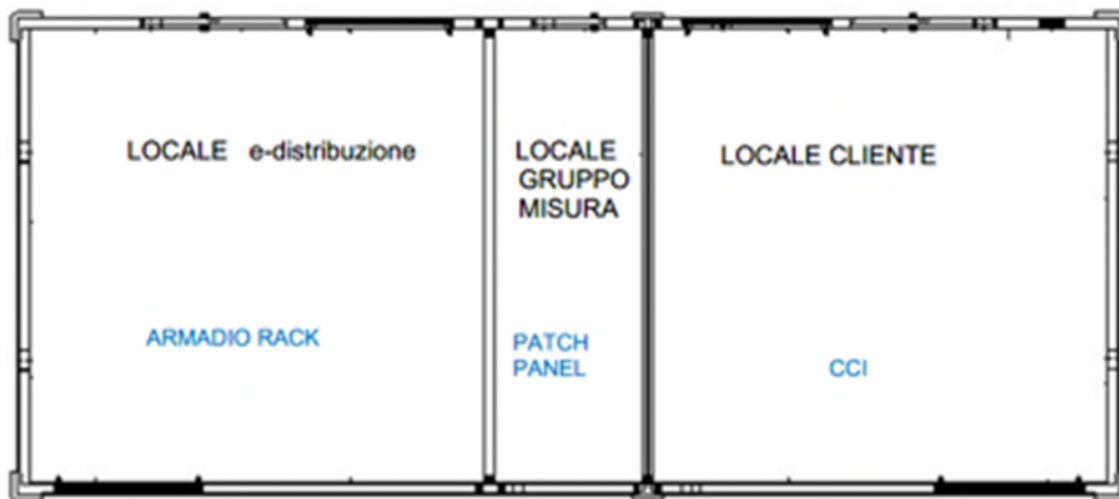 LOCALE e-distribuzione
LOCALE
GRUPPO
MISURA
LOCALE CLIENTE
ARMADIO RACK
PATCH
PANEL
CCI